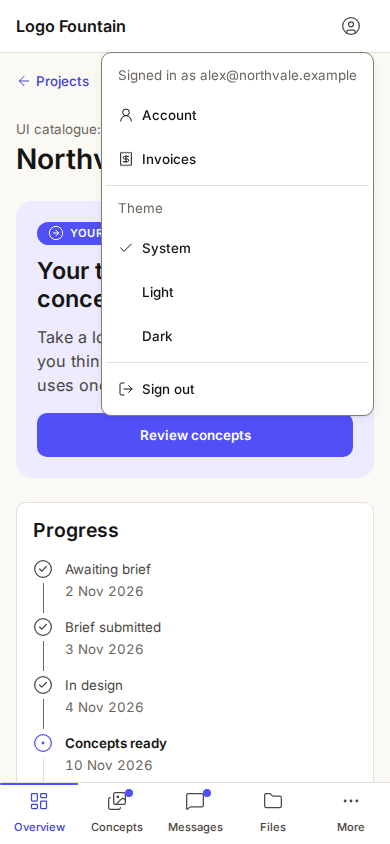 Logo Fountain
Signed in as alex@northvale.example
Account
Invoices
Theme
System
Light
Dark
Sign out
Projects
UI catalogue:
Northv
YOUR
Your t
conce
Take a lo
you thin
uses one
Review concepts
Progress
Awaiting brief
2 Nov 2026
Brief submitted
3 Nov 2026
In design
4 Nov 2026
Concepts ready
10 Nov 2026
Overview
Concepts
Messages
Files
More